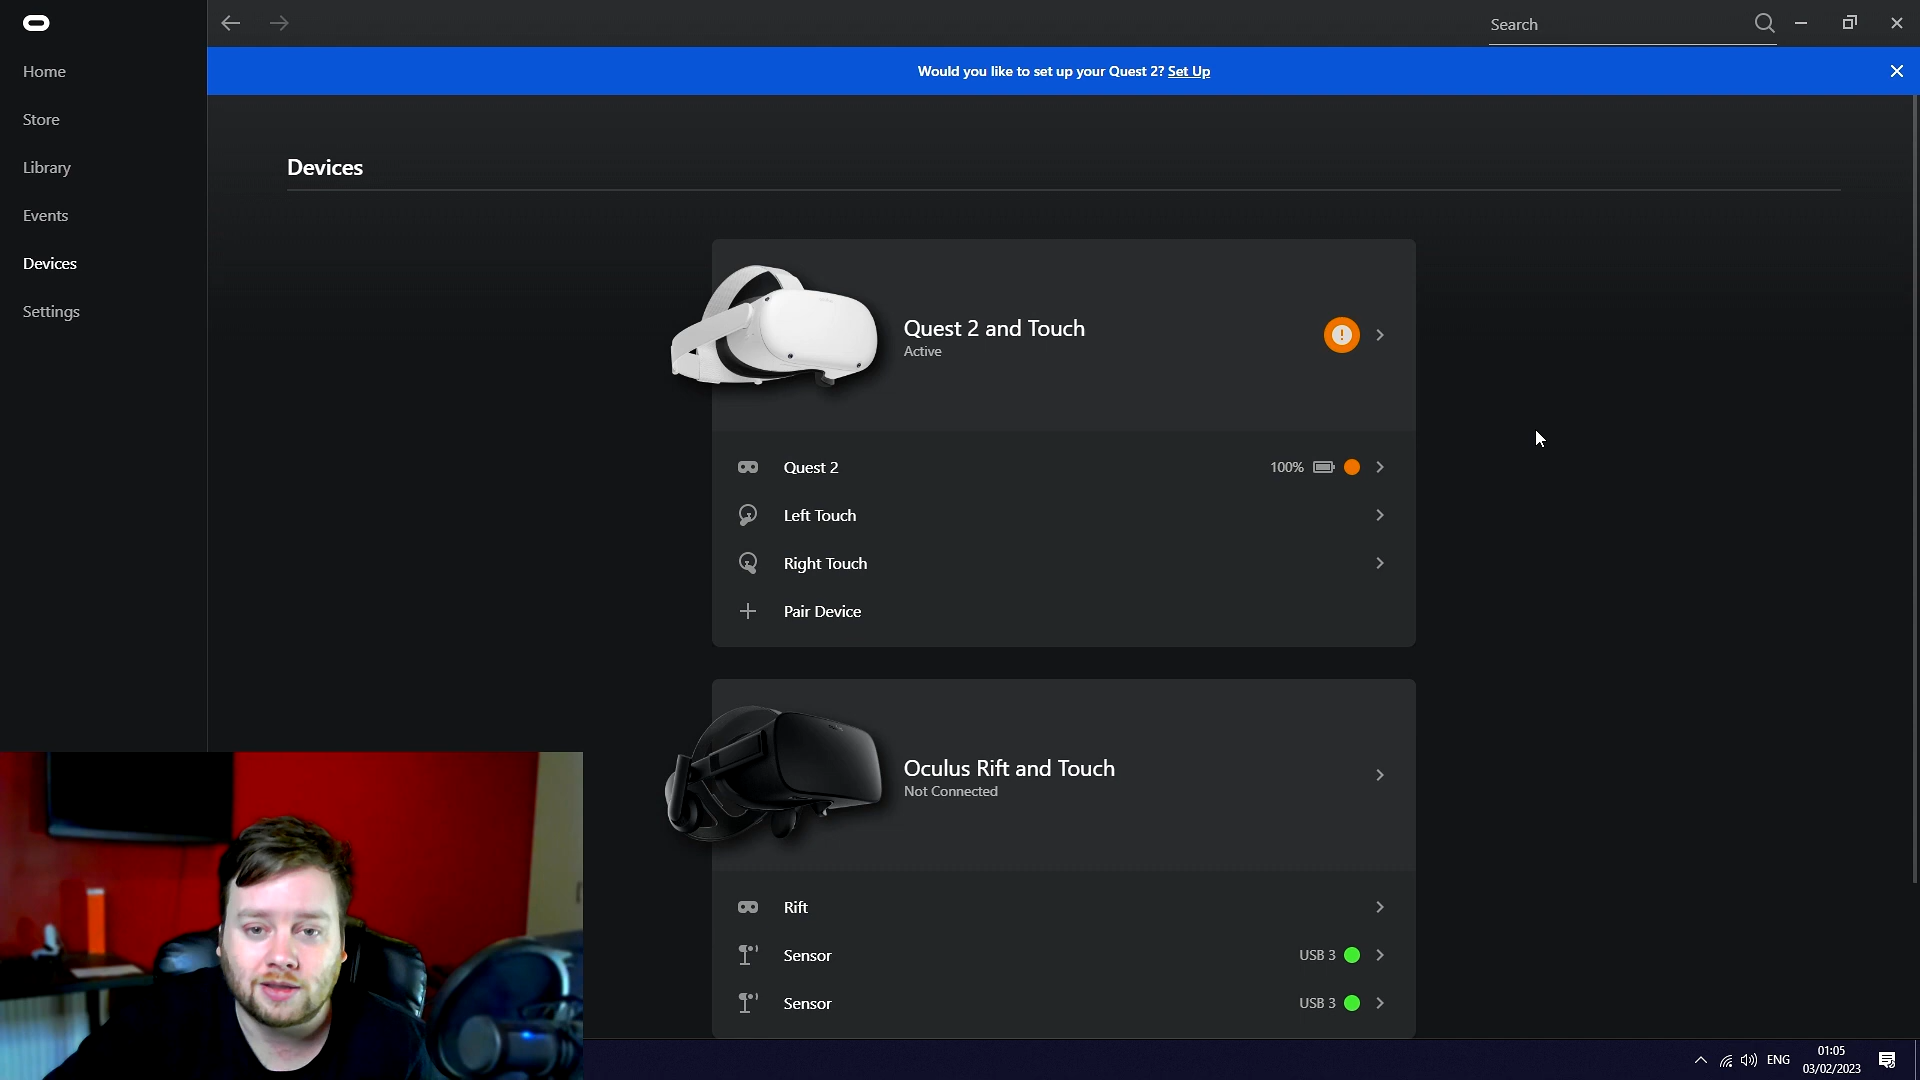 Search
Home
Would you like to set up your Quest 2? Set Up
Store
Library
Devices
Events
Devices
Settings
Quest 2 and Touch
Active
Quest 2
100%
Left Touch
Right Touch
Pair Device
Oculus Rift and Touch
Not Connected
Rift
Sensor
USB 3
Sensor
USB 3
ENG
01:05
03/02/2023